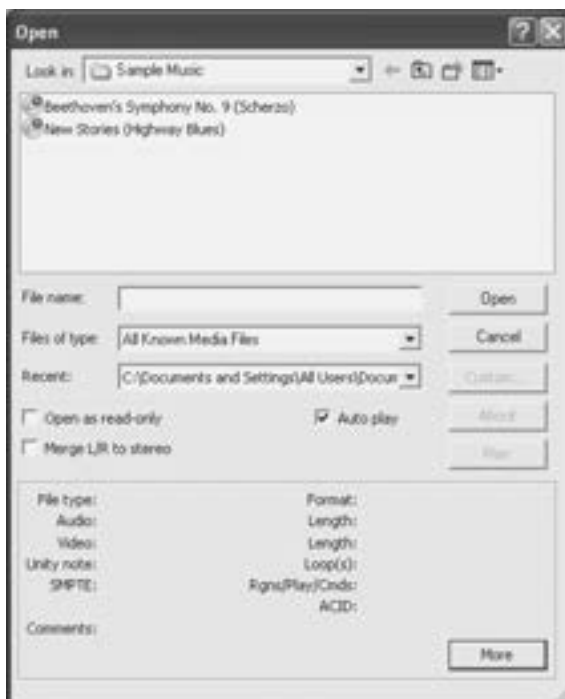 Open
Look in: Sample Music
Beethoven's Symphony No. 9 (Scherzo)
New Stories (Highway Blues)
File name: Open
Files of type: All Known Media Files Cancel
Recent: C:\Documents and Settings\All Users\Docum Custom...
Open as read-only Auto play About
Merge L/R to stereo Play
File type: Format:
Audio: Length:
Video: Length:
Unity note: Loop(s):
SMPTE: Rgns/Play/Cmds:
ACID:
Comments:
More